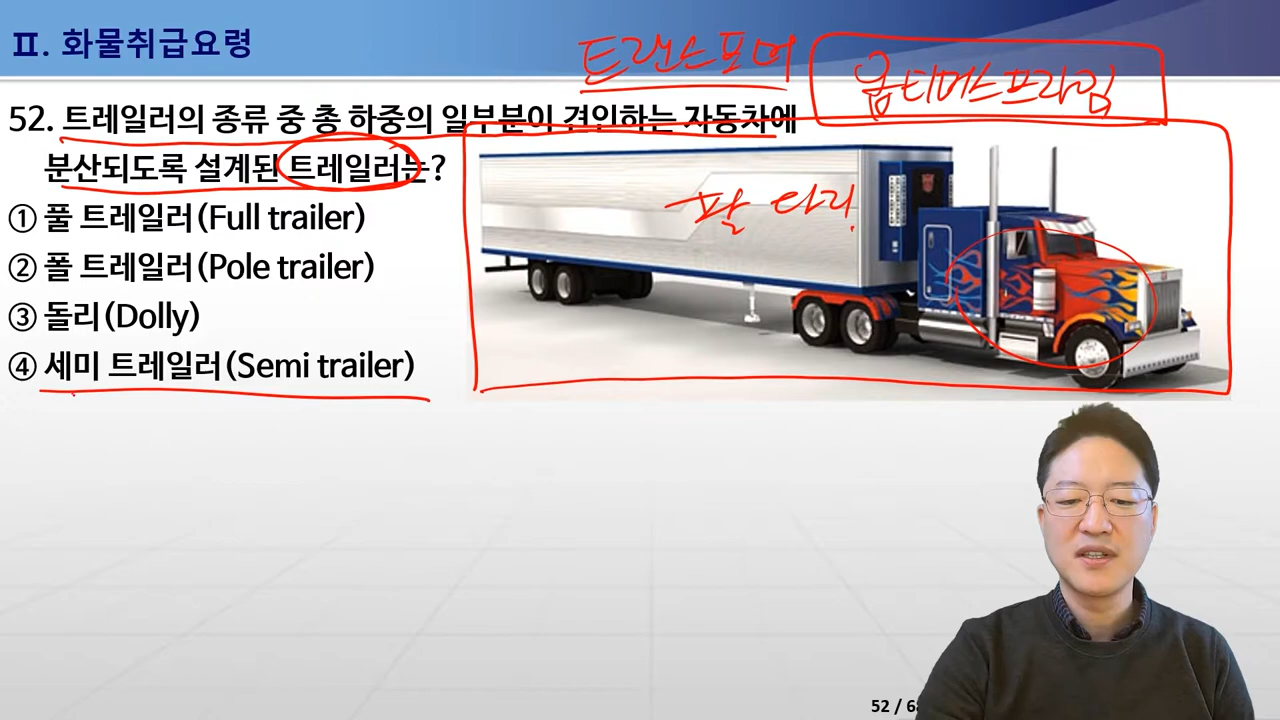 Ⅱ. 화물취급요령
트랜스포머
옵티머스프라임
52. 트레일러의 종류 중 총 하중의 일부분이 견인하는 자동차에
분산되도록 설계된 트레일러는?
① 풀 트레일러(Full trailer)
② 폴 트레일러(Pole trailer)
③ 돌리(Dolly)
④ 세미 트레일러(Semi trailer)
팔 다리
52 / 6